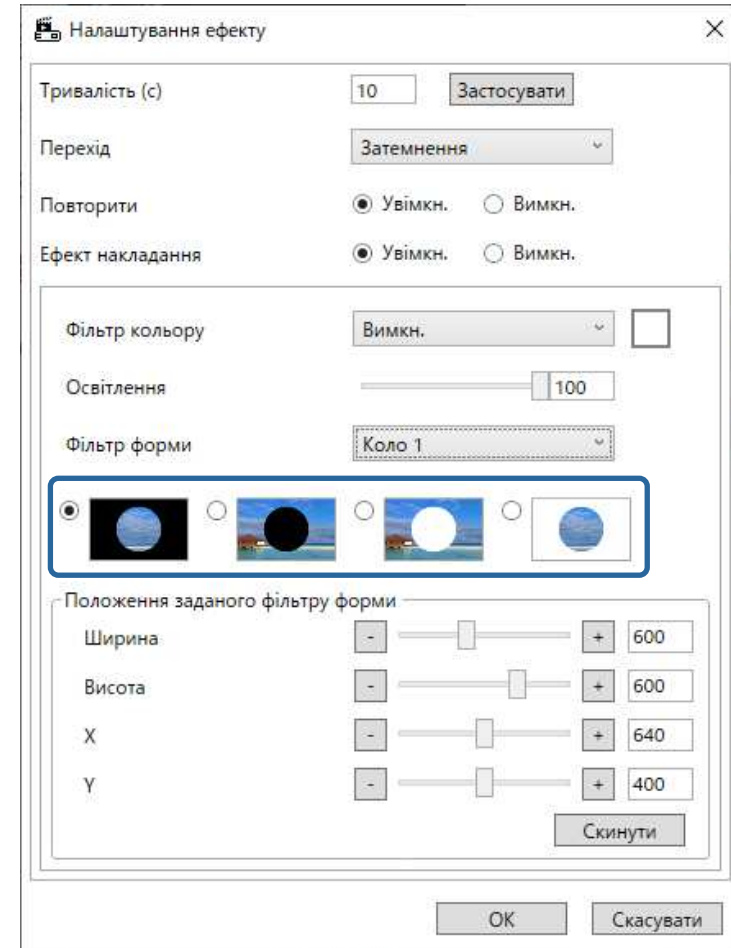 Налаштування ефекту
Тривалість (с) 10 Застосувати
Перехід Затемнення
Повторити Увімкн. Вимкн.
Ефект накладання Увімкн. Вимкн.
Фільтр кольору Вимкн.
Освітлення 100
Фільтр форми Коло 1
Положення заданого фільтру форми
Ширина - + 600
Висота - + 600
X - + 640
Y - + 400
Скинути
OK Скасувати